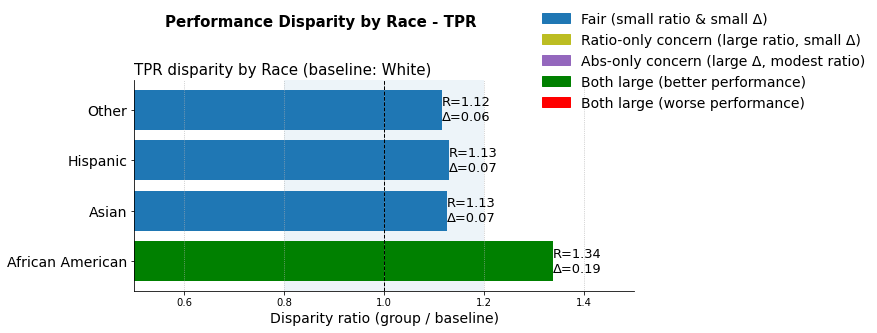 Performance Disparity by Race - TPR
Fair (small ratio & small Δ)
Ratio-only concern (large ratio, small Δ)
Abs-only concern (large Δ, modest ratio)
Both large (better performance)
Both large (worse performance)
TPR disparity by Race (baseline: White)
Other
R=1.12
Δ=0.06
Hispanic
R=1.13
Δ=0.07
Asian
R=1.13
Δ=0.07
African American
R=1.34
Δ=0.19
0.6 0.8 1.0 1.2 1.4
Disparity ratio (group / baseline)